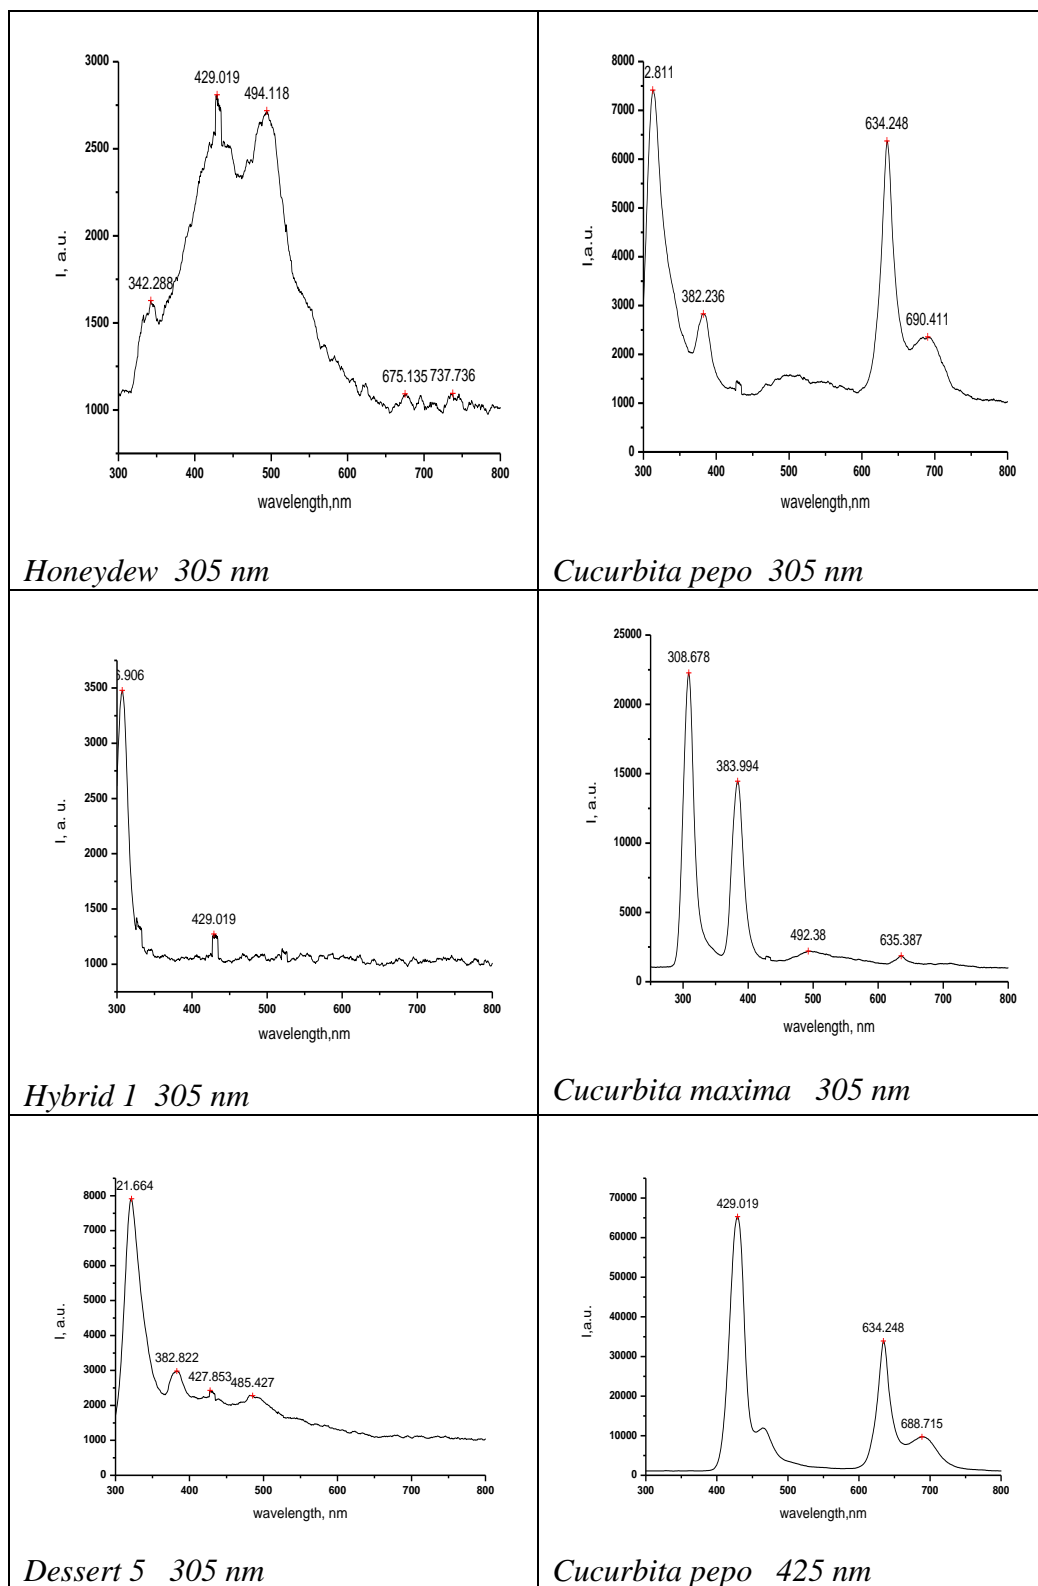 3000
429.019
494.118
2500
2000
I, a.u.
342.288
1500
675.135 737.736
1000
300 400 500 600 700 800
wavelength,nm
Honeydew 305 nm
8000
2.811
7000
634.248
6000
5000
I,a.u.
4000
3000
382.236
690.411
2000
1000
0
300 400 500 600 700 800
wavelength,nm
Cucurbita pepo 305 nm
6.906
3500
3000
2500
I, a. u.
2000
1500
429.019
1000
300 400 500 600 700 800
wavelength,nm
Hybrid 1 305 nm
25000
308.678
20000
383.994
15000
I, a.u.
10000
5000
492.38
635.387
0
300 400 500 600 700 800
wavelength, nm
Cucurbita maxima 305 nm
21.664
8000
7000
6000
5000
I, a.u.
4000
3000
382.822
427.853 485.427
2000
1000
0
300 400 500 600 700 800
wavelength, nm
Dessert 5 305 nm
70000
429.019
60000
50000
40000
I,a.u.
634.248
30000
20000
688.715
10000
0
300 400 500 600 700 800
wavelength,nm
Cucurbita pepo 425 nm